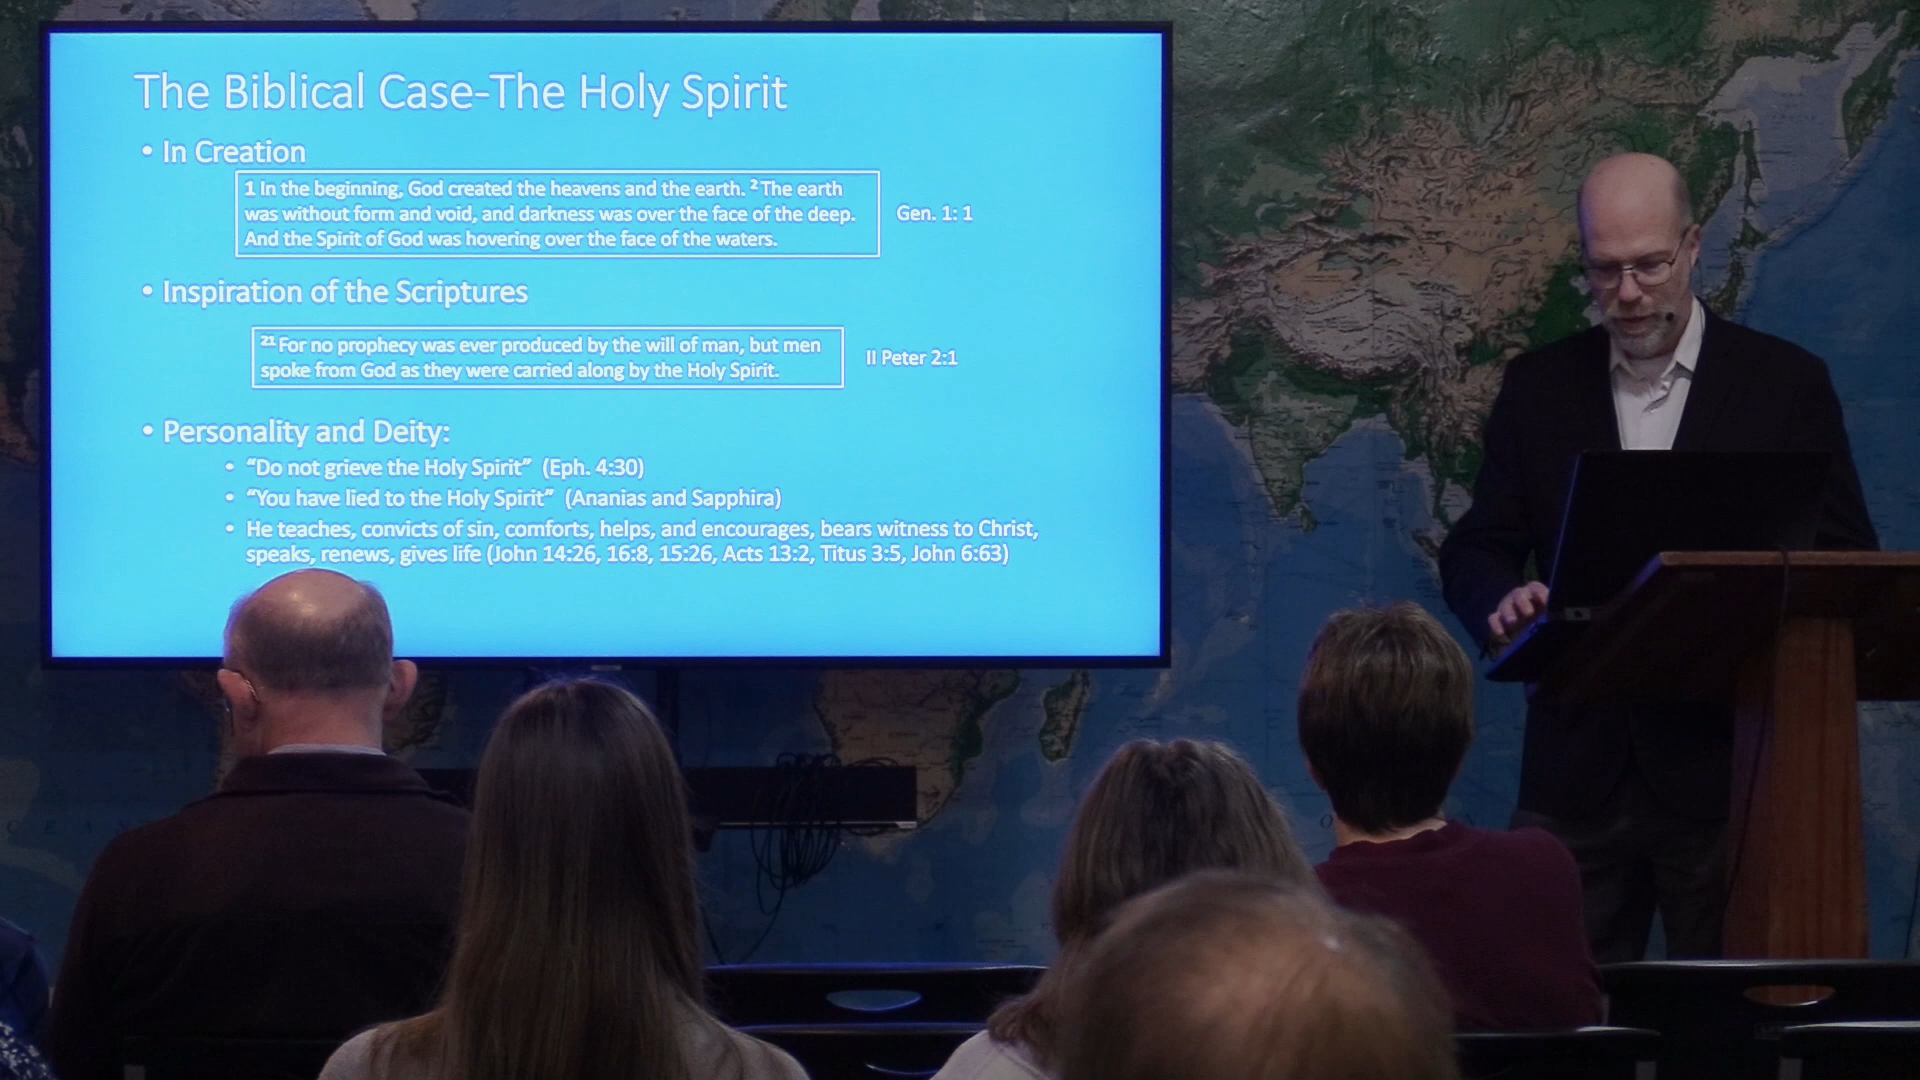 The Biblical Case-The Holy Spirit
• In Creation
1 In the beginning, God created the heavens and the earth. 2 The earth
was without form and void, and darkness was over the face of the deep.
And the Spirit of God was hovering over the face of the waters.
Gen. 1: 1
• Inspiration of the Scriptures
21 For no prophecy was ever produced by the will of man, but men
spoke from God as they were carried along by the Holy Spirit.
II Peter 2:1
• Personality and Deity:
• “Do not grieve the Holy Spirit” (Eph. 4:30)
• “You have lied to the Holy Spirit” (Ananias and Sapphira)
• He teaches, convicts of sin, comforts, helps, and encourages, bears witness to Christ,
speaks, renews, gives life (John 14:26, 16:8, 15:26, Acts 13:2, Titus 3:5, John 6:63)